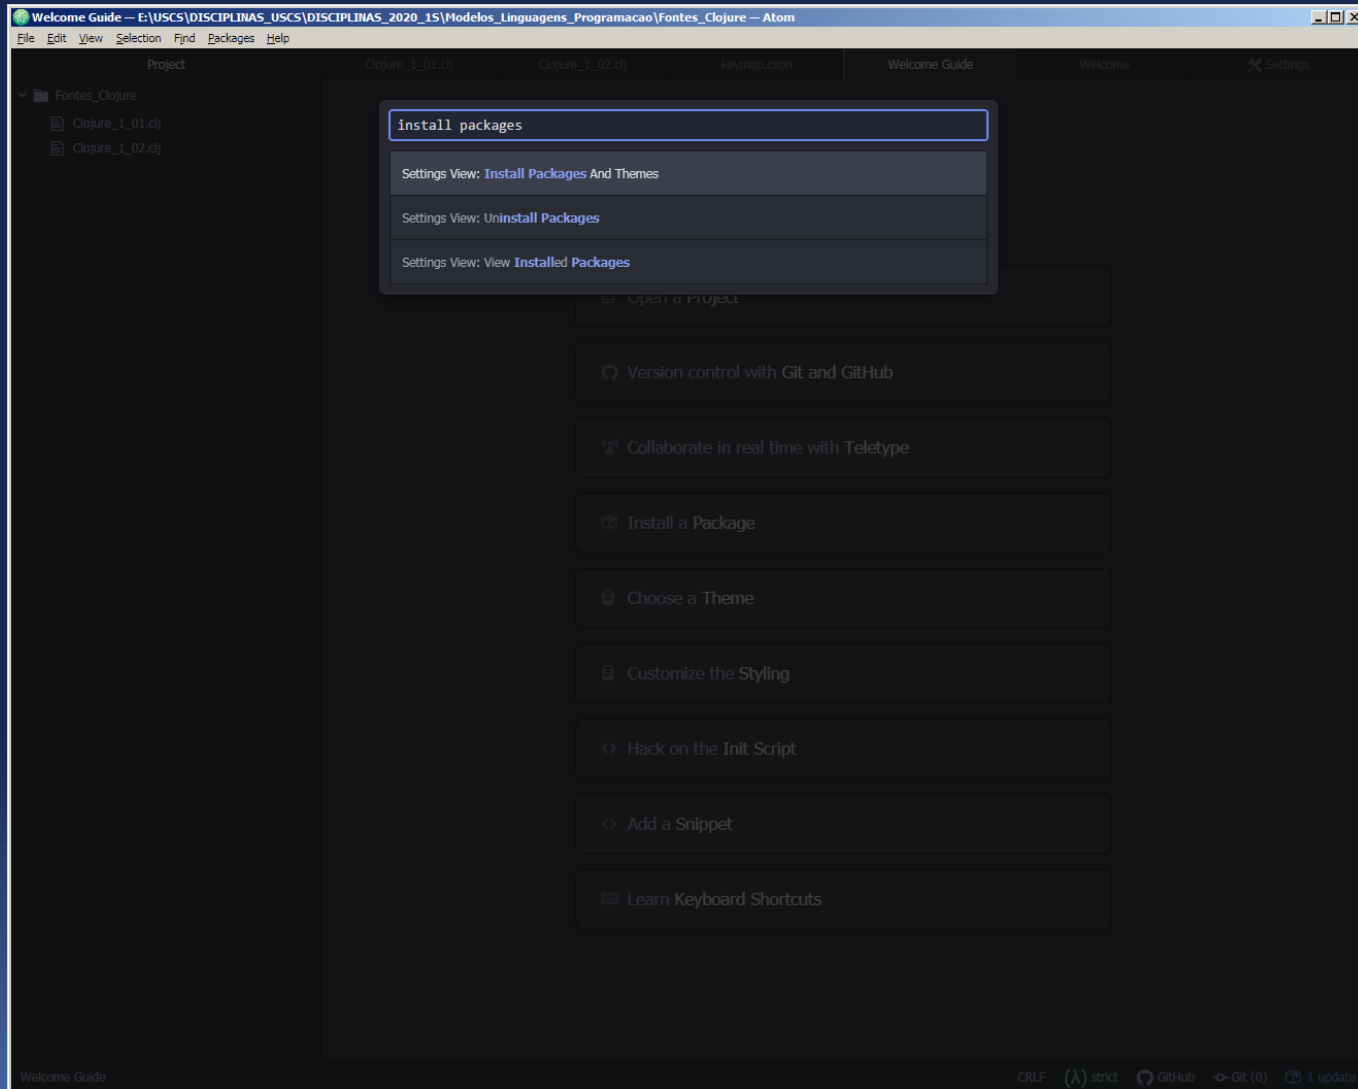 Welcome Guide — E:\USCS\DISCIPLINAS_USCS\DISCIPLINAS_2020_1S\Modelos_Linguagens_Programacao\Fontes_Clojure — Atom
File Edit View Selection Find Packages Help
Project Clojure_1_01.clj Clojure_1_02.clj keymap.cson Welcome Guide Welcome Settings
Fontes_Clojure
Clojure_1_01.clj
Clojure_1_02.clj
install packages
Settings View: Install Packages And Themes
Settings View: Uninstall Packages
Settings View: View Installed Packages
Open a Project
Version control with Git and GitHub
Collaborate in real time with Teletype
Install a Package
Choose a Theme
Customize the Styling
Hack on the Init Script
Add a Snippet
Learn Keyboard Shortcuts
Welcome Guide CRLF (λ) strict GitHub Git (0) 1 update